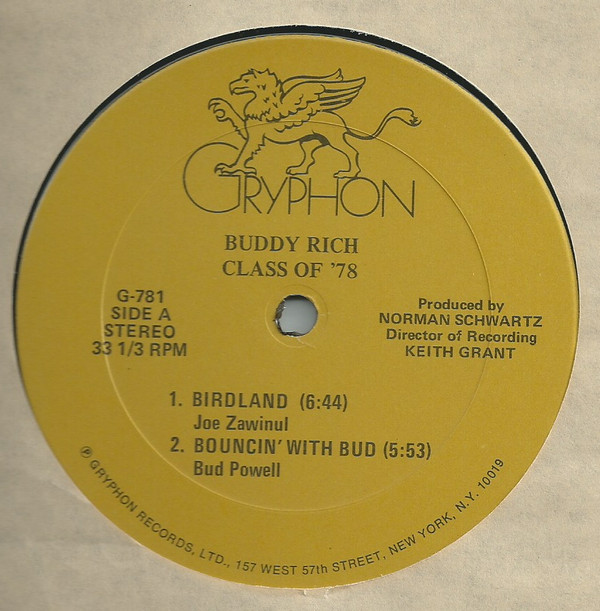 GRYPHON
BUDDY RICH
CLASS OF '78
G-781
SIDE A
STEREO
33 1/3 RPM
Produced by
NORMAN SCHWARTZ
Director of Recording
KEITH GRANT
1. BIRDLAND (6:44)
Joe Zawinul
2. BOUNCIN' WITH BUD (5:53)
Bud Powell
℗ GRYPHON RECORDS, LTD., 157 WEST 57th STREET, NEW YORK, N.Y. 10019